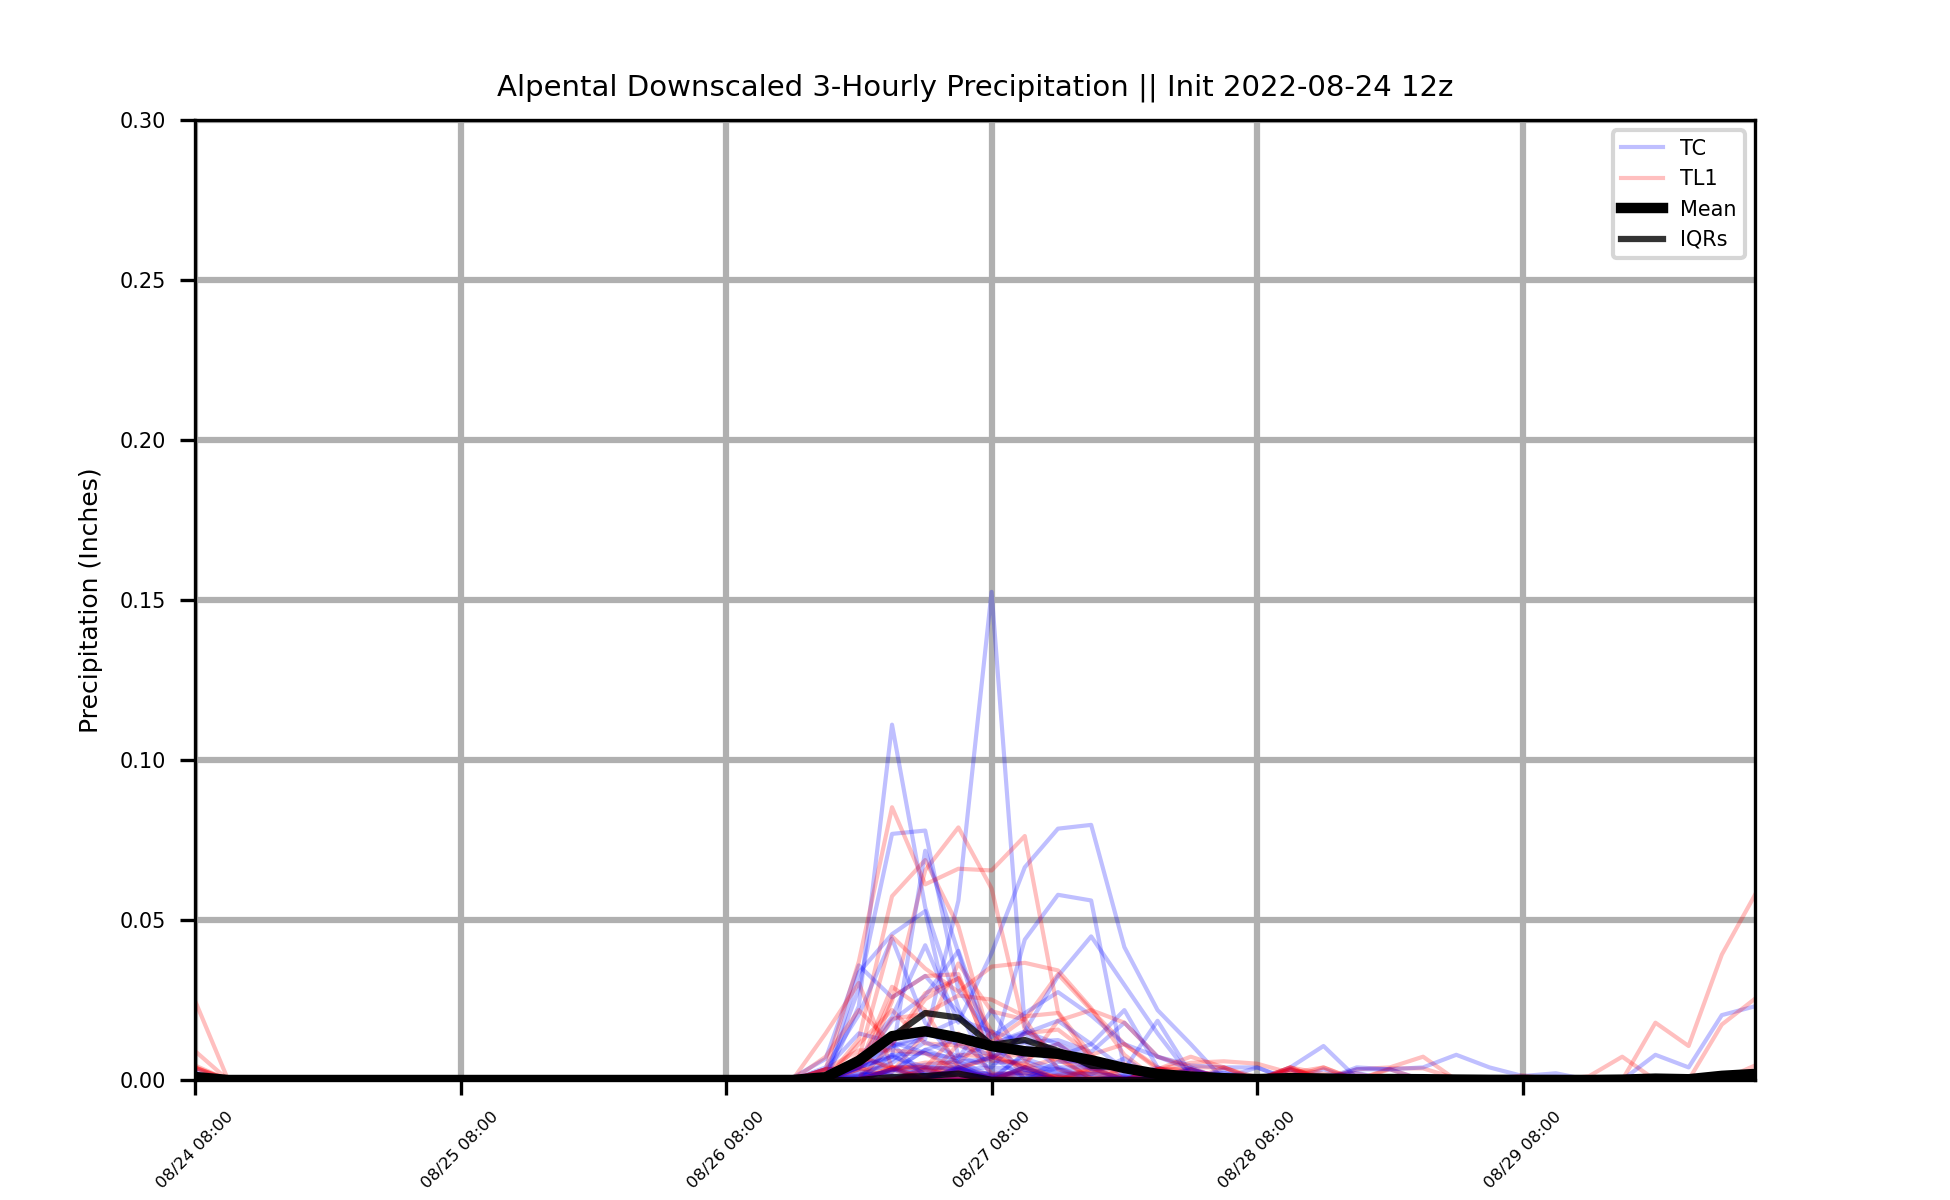 Alpental Downscaled 3-Hourly Precipitation || Init 2022-08-24 12z
TC
TL1
Mean
IQRs
Precipitation (Inches)
0.30
0.25
0.20
0.15
0.10
0.05
0.00
08/24 08:00
08/25 08:00
08/26 08:00
08/27 08:00
08/28 08:00
08/29 08:00